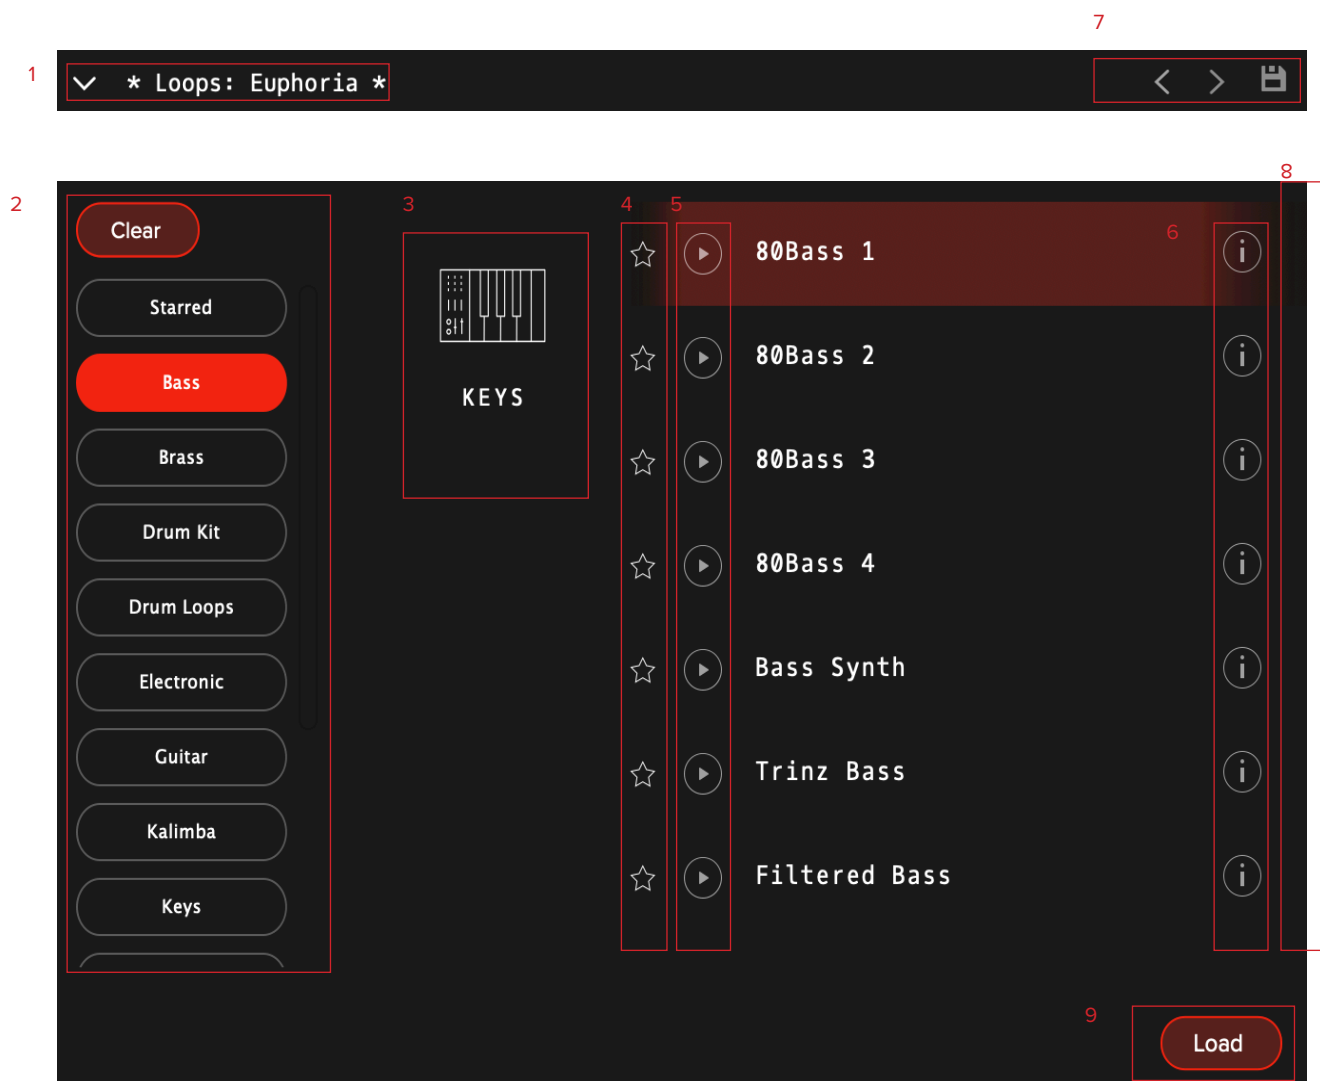 7
1
* Loops: Euphoria *
8
2
3
4
5
6
Clear
Starred
Bass
Brass
Drum Kit
Drum Loops
Electronic
Guitar
Kalimba
Keys
KEYS
80Bass 1
80Bass 2
80Bass 3
80Bass 4
Bass Synth
Trinz Bass
Filtered Bass
9
Load